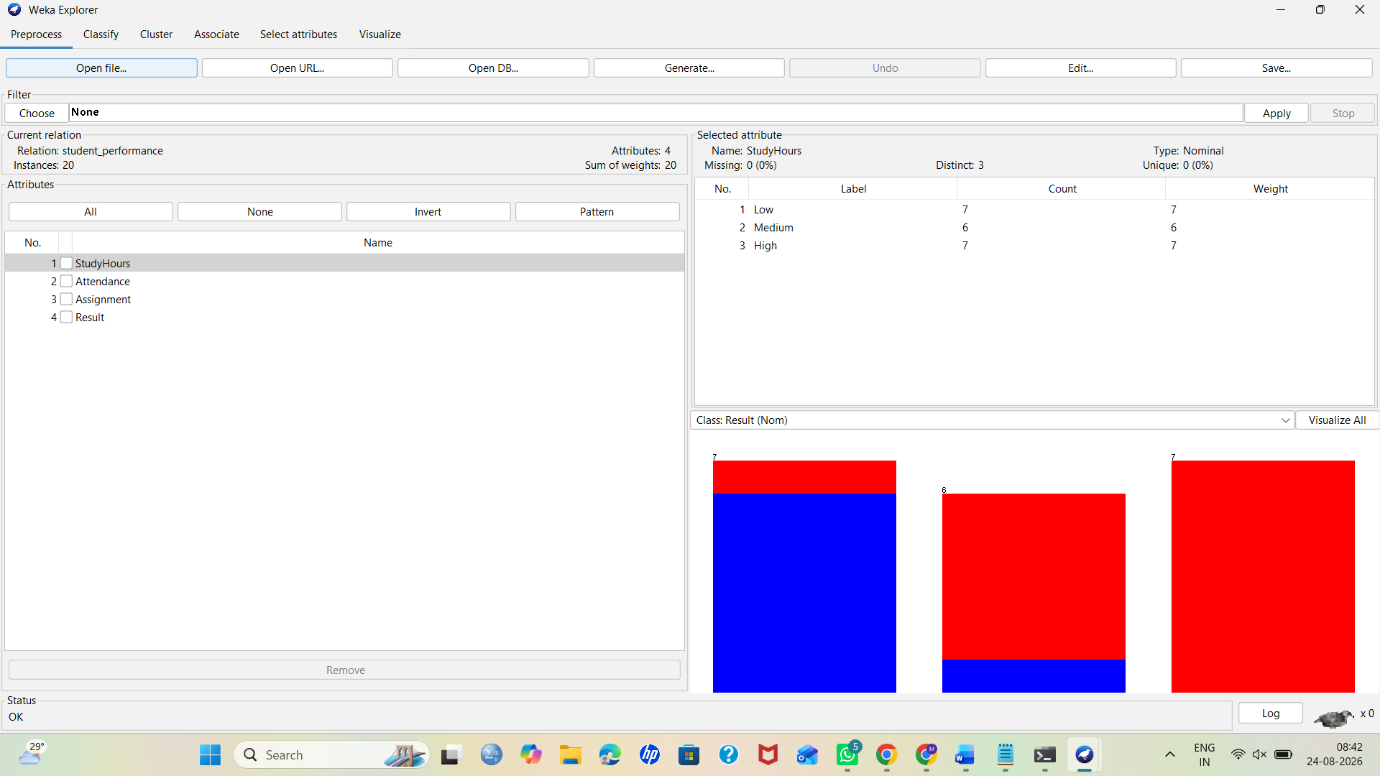 Weka Explorer
Preprocess Classify Cluster Associate Select attributes Visualize
Open file... Open URL... Open DB... Generate... Undo Edit... Save...
Filter
Choose None Apply Stop
Current relation
Relation: student_performance Attributes: 4
Instances: 20 Sum of weights: 20
Attributes
All None Invert Pattern
No. Name
1 StudyHours
2 Attendance
3 Assignment
4 Result
Remove
Selected attribute
Name: StudyHours Type: Nominal
Missing: 0 (0%) Distinct: 3 Unique: 0 (0%)
No. Label Count Weight
1 Low 7 7
2 Medium 6 6
3 High 7 7
Class: Result (Nom) Visualize All
7 6 7
Status
OK
Log x 0
29°
Search
5
M
ENG
IN
08:42
24-08-2026